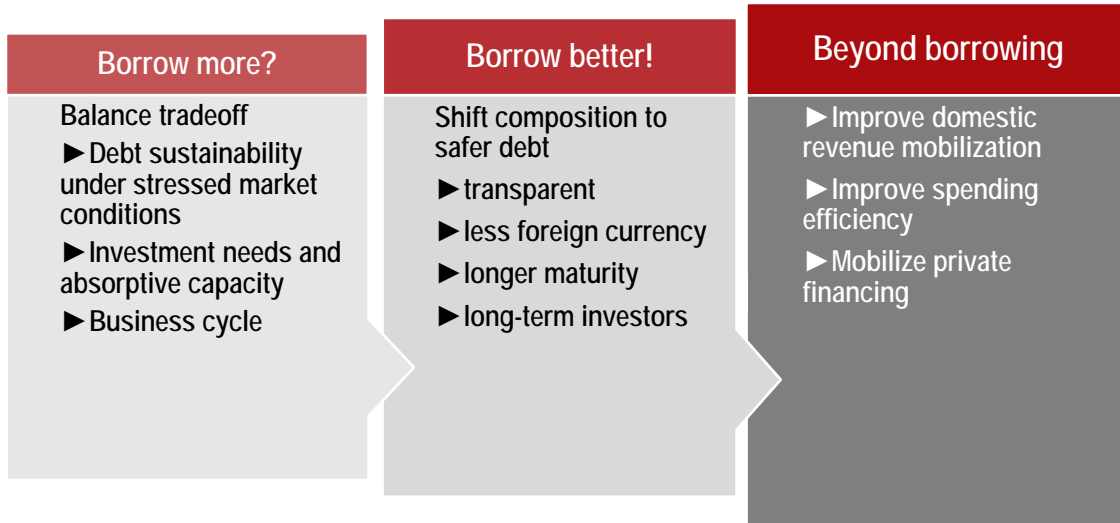 Borrow more?
Balance tradeoff
►Debt sustainability
under stressed market
conditions
►Investment needs and
absorptive capacity
►Business cycle
Borrow better!
Shift composition to
safer debt
►transparent
►less foreign currency
►longer maturity
►long-term investors
Beyond borrowing
►Improve domestic
revenue mobilization
►Improve spending
efficiency
►Mobilize private
financing